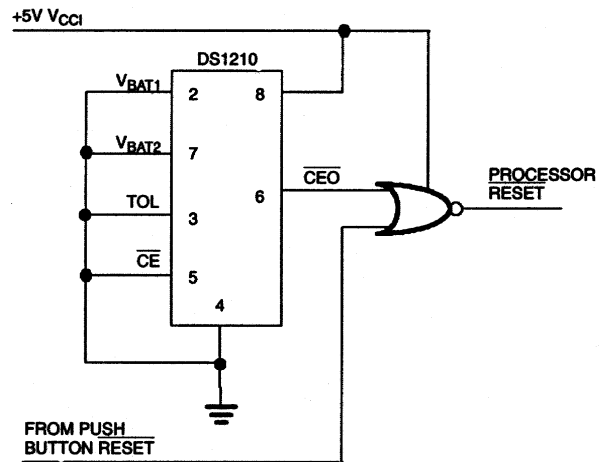 +5V VCCI
DS1210
VBAT1
2
8
VBAT2
7
CEO
6
PROCESSOR
RESET
TOL
3
CE
5
4
FROM PUSH
BUTTON RESET